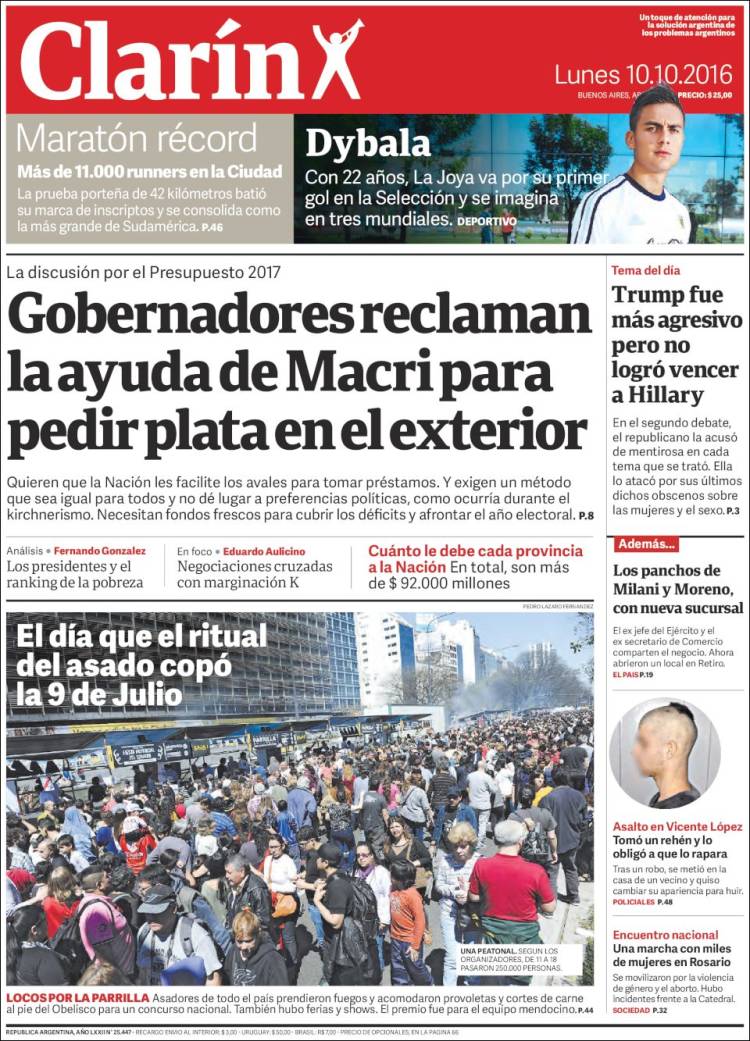 Clarín
Un toque de atención para
la solución argentina de
los problemas argentinos
Lunes 10.10.2016
BUENOS AIRES, PRECIO: $ 25,00
Maratón récord
Más de 11.000 runners en la Ciudad
La prueba porteña de 42 kilómetros batió
su marca de inscriptos y se consolida como
la más grande de Sudamérica. P.46
Dybala
Con 22 años, La Joya va por su primer
gol en la Selección y se imagina
en tres mundiales. DEPORTIVO
La discusión por el Presupuesto 2017
Gobernadores reclaman
la ayuda de Macri para
pedir plata en el exterior
Quieren que la Nación les facilite los avales para tomar préstamos. Y exigen un método
que sea igual para todos y no dé lugar a preferencias políticas, como ocurría durante el
kirchnerismo. Necesitan fondos frescos para cubrir los déficits y afrontar el año electoral. P.8
Análisis • Fernando Gonzalez
Los presidentes y el
ranking de la pobreza
En foco • Eduardo Aulicino
Negociaciones cruzadas
con marginación K
Cuánto le debe cada provincia
a la Nación En total, son más
de $ 92.000 millones
Tema del día
Trump fue
más agresivo
pero no
logró vencer
a Hillary
En el segundo debate,
el republicano la acusó
de mentirosa en cada
tema que se trató. Ella
lo atacó por sus últimos
dichos obscenos sobre
las mujeres y el sexo. P.3
Además...
Los panchos de
Milani y Moreno,
con nueva sucursal
El ex jefe del Ejército y el
ex secretario de Comercio
comparten el negocio. Ahora
abrieron un local en Retiro.
EL PAIS P.19
Asalto en Vicente López
Tomó un rehén y lo
obligó a que lo rapara
Tras un robo, se metió en la
casa de un vecino y quiso
cambiar su apariencia para huir.
POLICIALES P.48
Encuentro nacional
Una marcha con miles
de mujeres en Rosario
Se movilizaron por la violencia
de género y el aborto. Hubo
incidentes frente a la Catedral.
SOCIEDAD P.32
PEDRO LAZARO FERNANDEZ
El día que el ritual
del asado copó
la 9 de Julio
PARRILLA
UNA PEATONAL. SEGUN LOS
ORGANIZADORES, DE 11 A 18
PASARON 250.000 PERSONAS.
LOCOS POR LA PARRILLA Asadores de todo el país prendieron fuegos y acomodaron provoletas y cortes de carne
al pie del Obelisco para un concurso nacional. También hubo ferias y shows. El premio fue para el equipo mendocino. P.44
REPUBLICA ARGENTINA, AÑO LXXII N° 25.447 - RECARGO ENVIO AL INTERIOR: $ 3,00 - URUGUAY: $ 50,00 - BRASIL: R$ 7,00 - PRECIO DE OPCIONALES, EN LA PAGINA 66